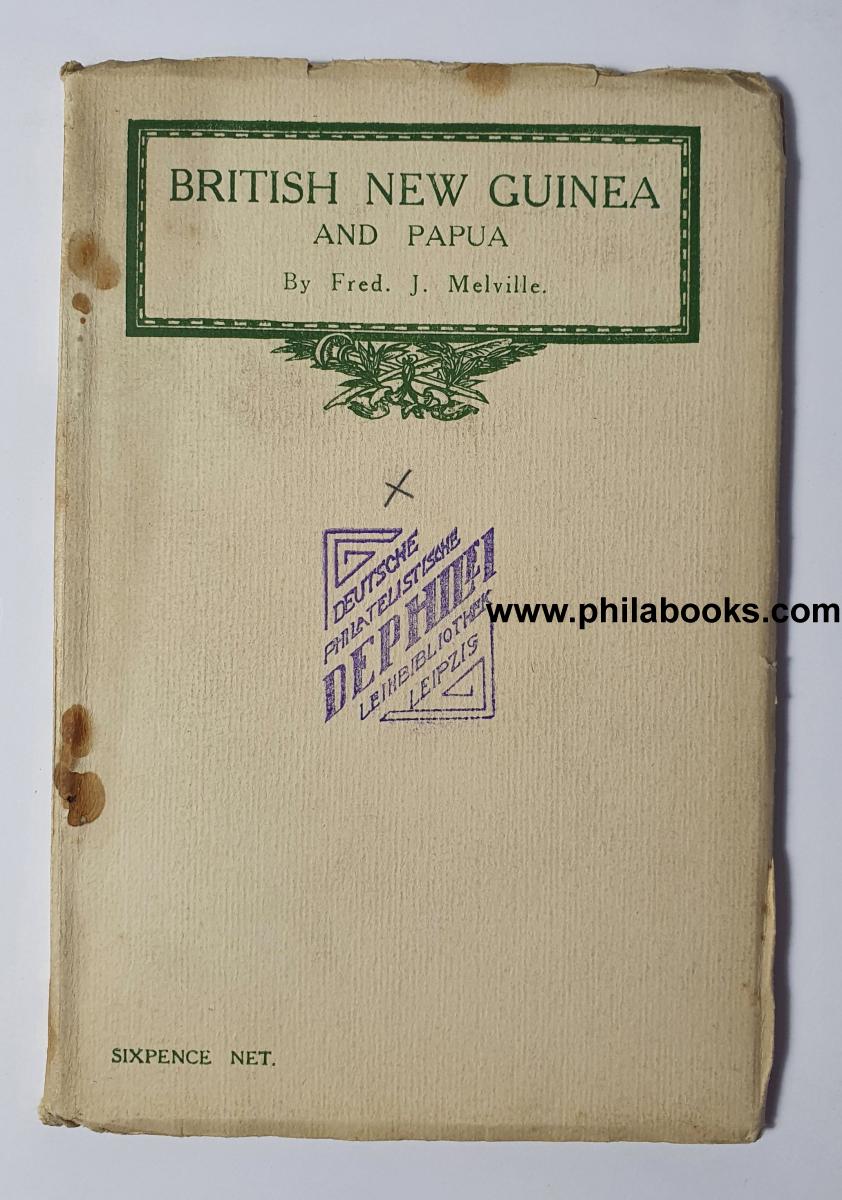 BRITISH NEW GUINEA
AND PAPUA
By Fred. J. Melville.
X
DEUTSCHE
PHILATELISTISCHE
DEPHILEI
LEIHBIBLIOTHEK
LEIPZIG
www.philabooks.com
SIXPENCE NET.